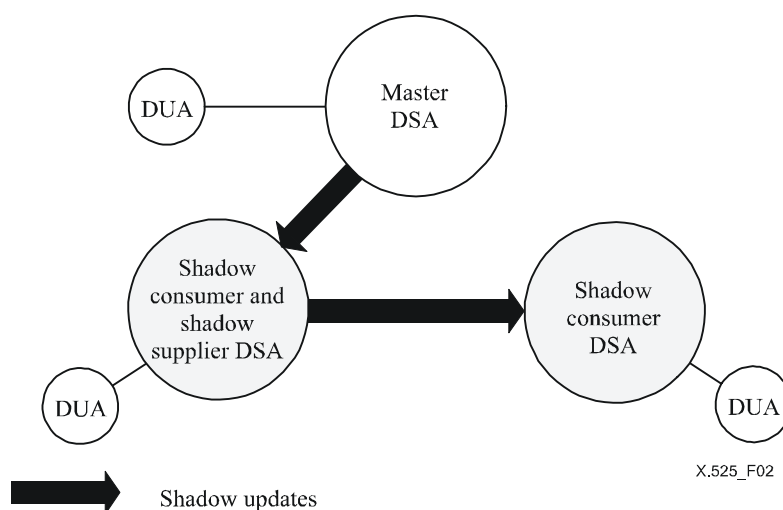 Master
DSA
DUA
Shadow
consumer and
shadow
supplier DSA
Shadow
consumer
DSA
DUA
DUA
X.525_F02
Shadow updates